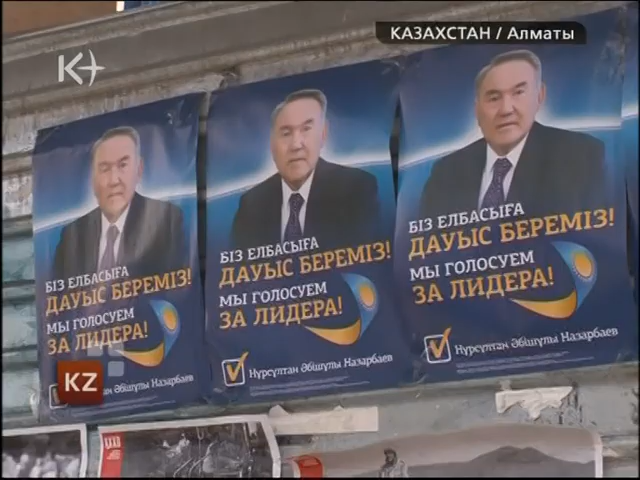 КАЗАХСТАН / Алматы
K+
БІЗ ЕЛБАСЫҒА
ДАУЫС БЕРЕМІЗ!
МЫ ГОЛОСУЕМ
ЗА ЛИДЕРА!
Нұрсұлтан Әбішұлы Назарбаев
БІЗ ЕЛБАСЫҒА
ДАУЫС БЕРЕМІЗ!
МЫ ГОЛОСУЕМ
ЗА ЛИДЕРА!
Нұрсұлтан Әбішұлы Назарбаев
БІЗ ЕЛБАСЫҒА
ДАУЫС БЕРЕМІЗ!
МЫ ГОЛОСУЕМ
ЗА ЛИДЕРА!
Нұрсұлтан Әбішұлы Назарбаев
KZ